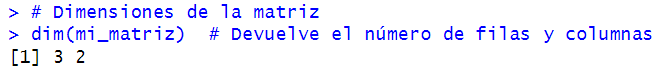 > # Dimensiones de la matriz
> dim(mi_matriz)  # Devuelve el número de filas y columnas
[1] 3 2